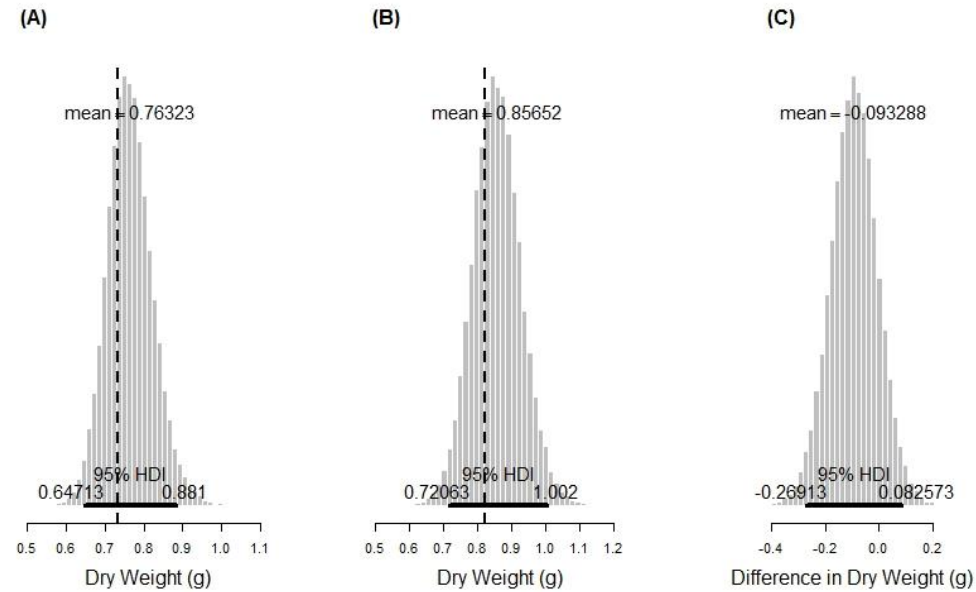 (A)
mean = 0.76323
95% HDI
0.64713 0.881
0.5 0.6 0.7 0.8 0.9 1.0 1.1
Dry Weight (g)
(B)
mean = 0.85652
95% HDI
0.72063 1.002
0.5 0.6 0.7 0.8 0.9 1.0 1.1 1.2
Dry Weight (g)
(C)
mean = -0.093288
95% HDI
-0.26913 0.082573
-0.4 -0.2 0.0 0.2
Difference in Dry Weight (g)